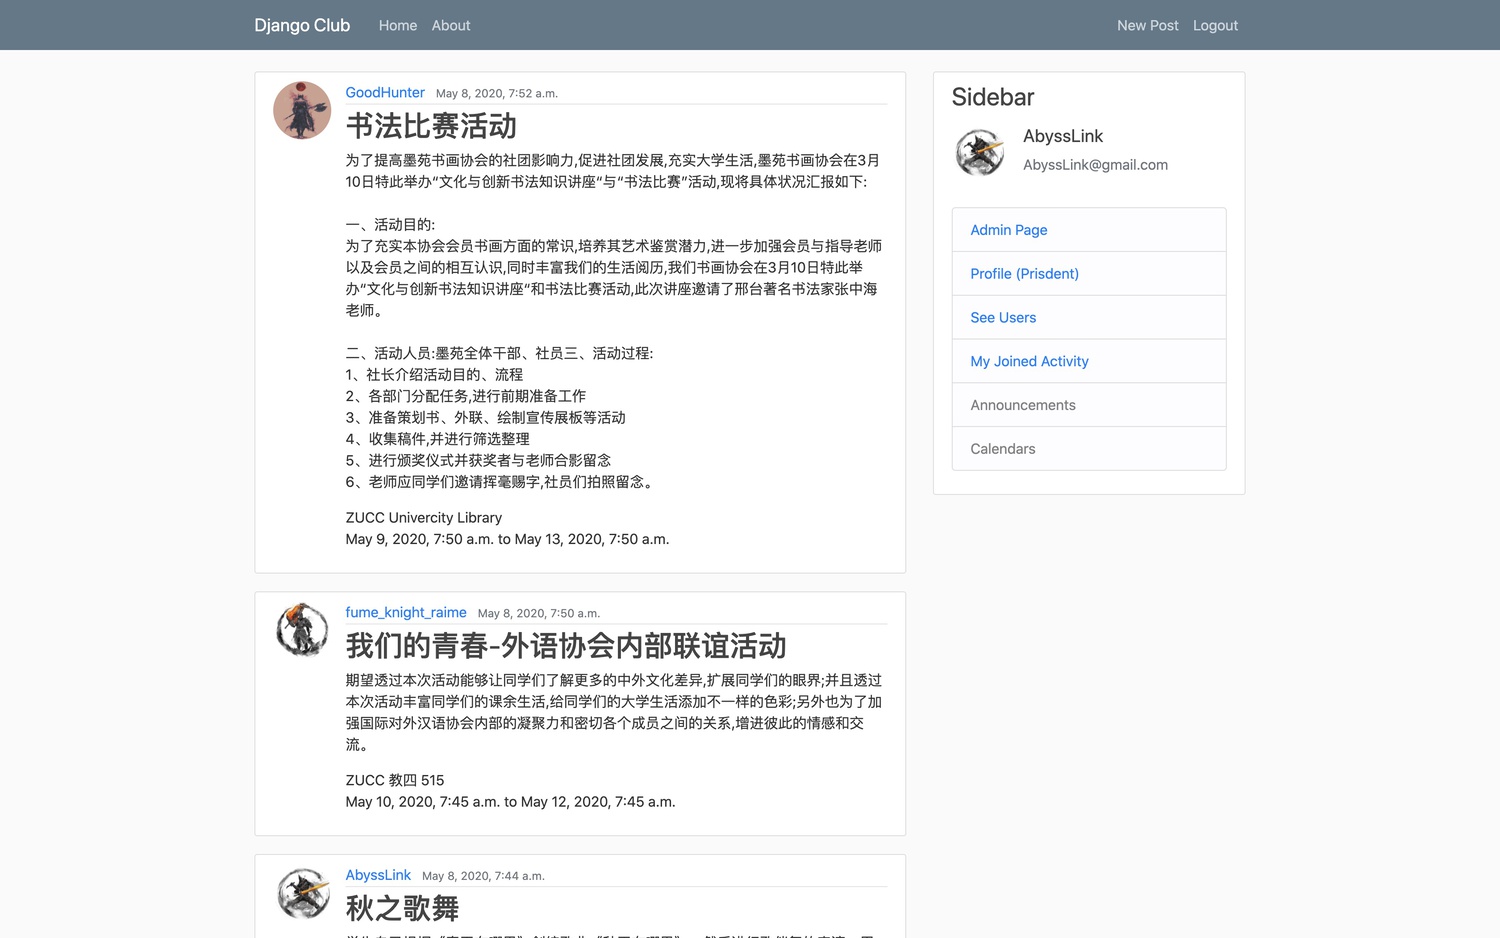 Django Club Home About New Post Logout
GoodHunter May 8, 2020, 7:52 a.m.
书法比赛活动
为了提高墨苑书画协会的社团影响力,促进社团发展,充实大学生活,墨苑书画协会在3月
10日特此举办“文化与创新书法知识讲座“与“书法比赛”活动,现将具体状况汇报如下:
一、活动目的:
为了充实本协会会员书画方面的常识,培养其艺术鉴赏潜力,进一步加强会员与指导老师
以及会员之间的相互认识,同时丰富我们的生活阅历,我们书画协会在3月10日特此举
办“文化与创新书法知识讲座“和书法比赛活动,此次讲座邀请了邢台著名书法家张中海
老师。
二、活动人员:墨苑全体干部、社员三、活动过程:
1、社长介绍活动目的、流程
2、各部门分配任务,进行前期准备工作
3、准备策划书、外联、绘制宣传展板等活动
4、收集稿件,并进行筛选整理
5、进行颁奖仪式并获奖者与老师合影留念
6、老师应同学们邀请挥毫赐字,社员们拍照留念。
ZUCC Univercity Library
May 9, 2020, 7:50 a.m. to May 13, 2020, 7:50 a.m.
fume_knight_raime May 8, 2020, 7:50 a.m.
我们的青春-外语协会内部联谊活动
期望透过本次活动能够让同学们了解更多的中外文化差异,扩展同学们的眼界;并且透过
本次活动丰富同学们的课余生活,给同学们的大学生活添加不一样的色彩;另外也为了加
强国际对外汉语协会内部的凝聚力和密切各个成员之间的关系,增进彼此的情感和交
流。
ZUCC 教四 515
May 10, 2020, 7:45 a.m. to May 12, 2020, 7:45 a.m.
AbyssLink May 8, 2020, 7:44 a.m.
秋之歌舞
Sidebar
AbyssLink
AbyssLink@gmail.com
Admin Page
Profile (Prisdent)
See Users
My Joined Activity
Announcements
Calendars